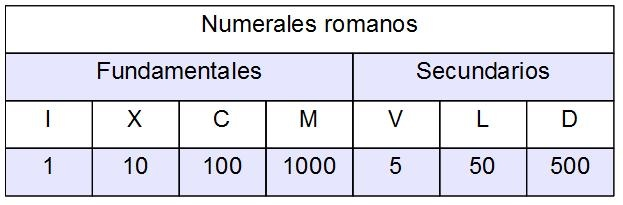 Numerales romanos
Fundamentales Secundarios
I X C M V L D
1 10 100 1000 5 50 500